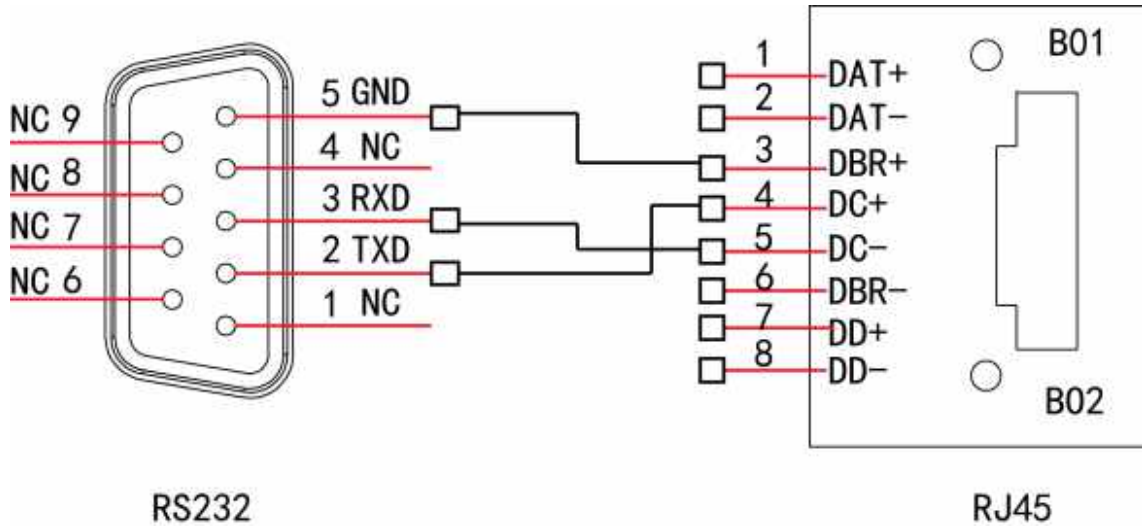 NC 9
NC 8
NC 7
NC 6
5 GND
4 NC
3 RXD
2 TXD
1 NC
1
2
3
4
5
6
7
8
DAT+
DAT-
DBR+
DC+
DC-
DBR-
DD+
DD-
B01
B02
RS232
RJ45